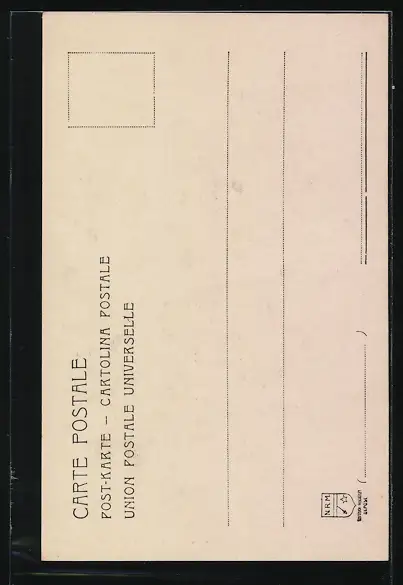 CARTE POSTALE
POST-KARTE — CARTOLINA POSTALE
UNION POSTALE UNIVERSELLE
N.R.M